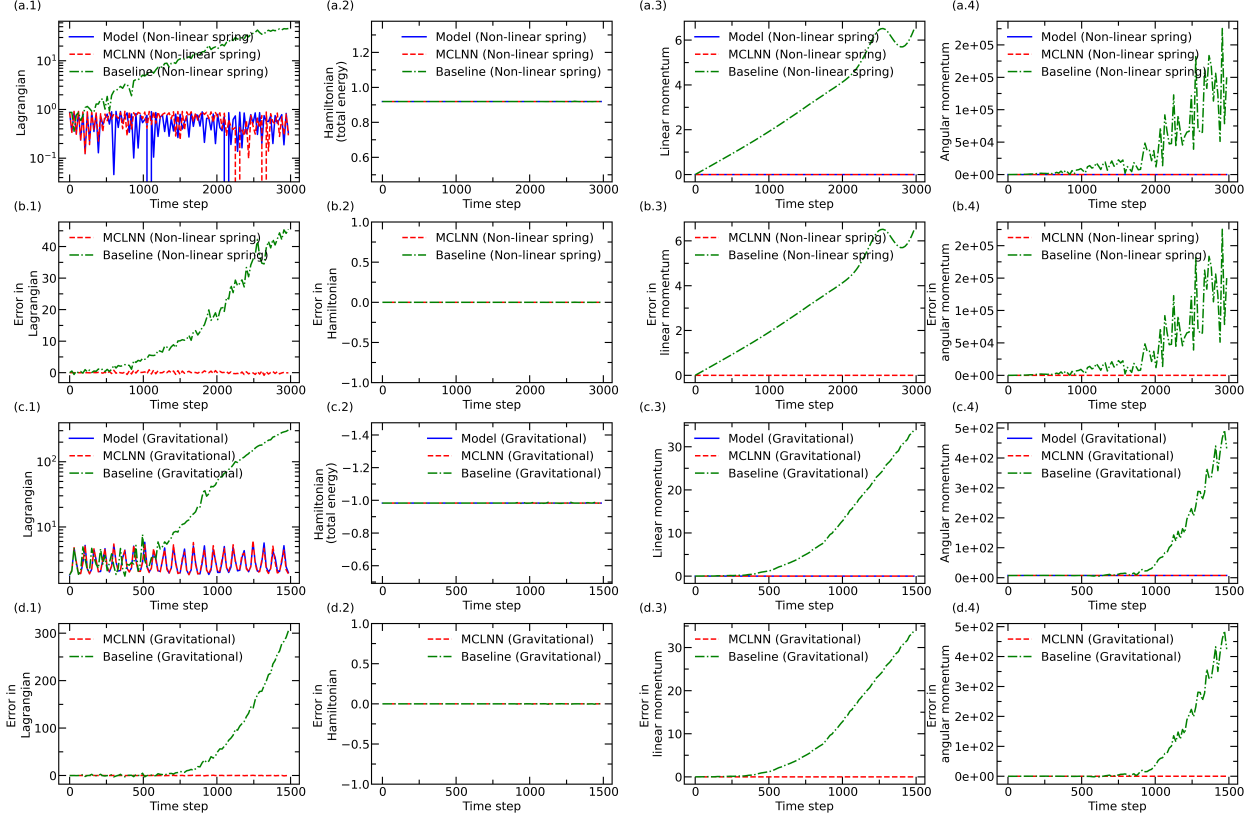 (a.1)
Lagrangian
10¹
10⁰
10⁻¹
Model (Non-linear spring)
MCLNN (Non-linear spring)
Baseline (Non-linear spring)
0 1000 2000 3000
Time step
(a.2)
Hamiltonian
(total energy)
1.2
1.0
0.8
0.6
Model (Non-linear spring)
MCLNN (Non-linear spring)
Baseline (Non-linear spring)
0 1000 2000 3000
Time step
(a.3)
Linear momentum
6
4
2
0
Model (Non-linear spring)
MCLNN (Non-linear spring)
Baseline (Non-linear spring)
0 1000 2000 3000
Time step
(a.4)
Angular momentum
2e+05
2e+05
1e+05
5e+04
0e+00
Model (Non-linear spring)
MCLNN (Non-linear spring)
Baseline (Non-linear spring)
0 1000 2000 3000
Time step
(b.1)
Error in
Lagrangian
40
30
20
10
0
MCLNN (Non-linear spring)
Baseline (Non-linear spring)
0 1000 2000 3000
Time step
(b.2)
Error in
Hamiltonian
1.0
0.5
0.0
−0.5
−1.0
MCLNN (Non-linear spring)
Baseline (Non-linear spring)
0 1000 2000 3000
Time step
(b.3)
Error in
linear momentum
6
4
2
0
MCLNN (Non-linear spring)
Baseline (Non-linear spring)
0 1000 2000 3000
Time step
(b.4)
Error in
angular momentum
2e+05
2e+05
1e+05
5e+04
0e+00
MCLNN (Non-linear spring)
Baseline (Non-linear spring)
0 1000 2000 3000
Time step
(c.1)
Lagrangian
10²
10¹
Model (Gravitational)
MCLNN (Gravitational)
Baseline (Gravitational)
0 500 1000 1500
Time step
(c.2)
Hamiltonian
(total energy)
−1.4
−1.2
−1.0
−0.8
−0.6
Model (Gravitational)
MCLNN (Gravitational)
Baseline (Gravitational)
0 500 1000 1500
Time step
(c.3)
Linear momentum
30
20
10
0
Model (Gravitational)
MCLNN (Gravitational)
Baseline (Gravitational)
0 500 1000 1500
Time step
(c.4)
Angular momentum
5e+02
4e+02
3e+02
2e+02
1e+02
0e+00
Model (Gravitational)
MCLNN (Gravitational)
Baseline (Gravitational)
0 500 1000 1500
Time step
(d.1)
Error in
Lagrangian
300
200
100
0
MCLNN (Gravitational)
Baseline (Gravitational)
0 500 1000 1500
Time step
(d.2)
Error in
Hamiltonian
1.0
0.5
0.0
−0.5
−1.0
MCLNN (Gravitational)
Baseline (Gravitational)
0 500 1000 1500
Time step
(d.3)
Error in
linear momentum
30
20
10
0
MCLNN (Gravitational)
Baseline (Gravitational)
0 500 1000 1500
Time step
(d.4)
Error in
angular momentum
5e+02
4e+02
3e+02
2e+02
1e+02
0e+00
MCLNN (Gravitational)
Baseline (Gravitational)
0 500 1000 1500
Time step